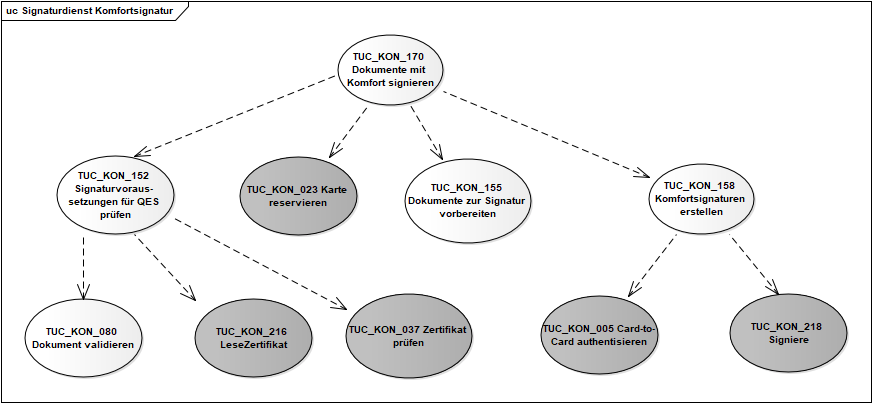 uc Signaturdienst Komfortsignatur
TUC_KON_170
Dokumente mit
Komfort signieren
TUC_KON_152
Signaturvoraus-
setzungen für QES
prüfen
TUC_KON_023 Karte
reservieren
TUC_KON_155
Dokumente zur Signatur
vorbereiten
TUC_KON_158
Komfortsignaturen
erstellen
TUC_KON_080
Dokument validieren
TUC_KON_216
LeseZertifikat
TUC_KON_037 Zertifikat
prüfen
TUC_KON_005 Card-to-
Card authentisieren
TUC_KON_218
Signiere